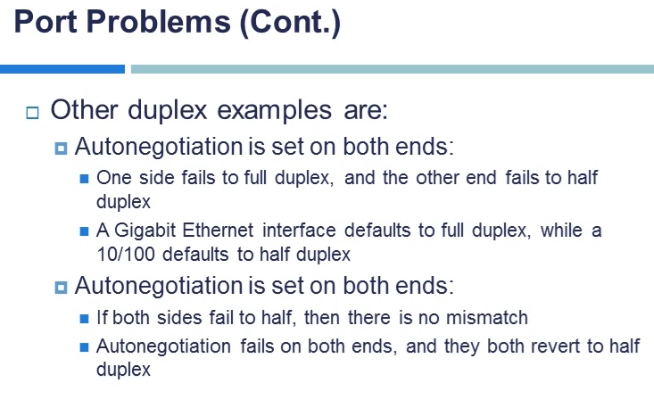 Port Problems (Cont.)
Other duplex examples are:
Autonegotiation is set on both ends:
One side fails to full duplex, and the other end fails to half
duplex
A Gigabit Ethernet interface defaults to full duplex, while a
10/100 defaults to half duplex
Autonegotiation is set on both ends:
If both sides fail to half, then there is no mismatch
Autonegotiation fails on both ends, and they both revert to half
duplex